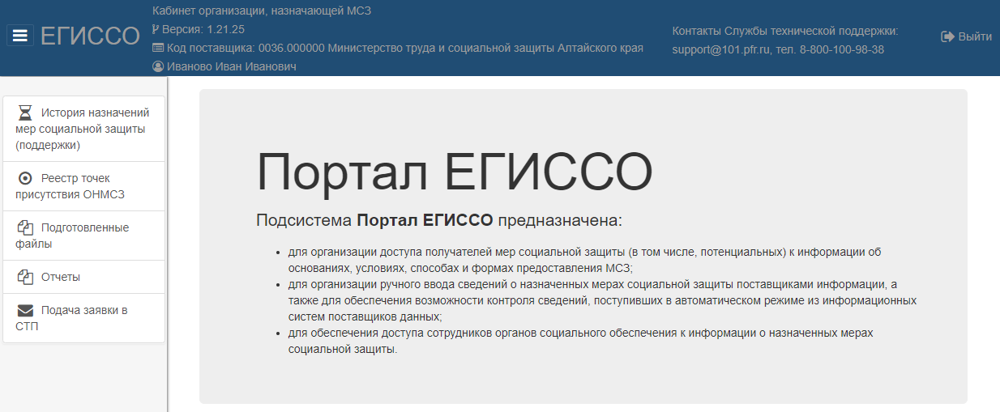 Кабинет организации, назначающей МСЗ
ЕГИССО
Версия: 1.21.25
Код поставщика: 0036.000000 Министерство труда и социальной защиты Алтайского края
Иваново Иван Иванович
Контакты Службы технической поддержки:
support@101.pfr.ru, тел. 8-800-100-98-38
Выйти
История назначений
мер социальной защиты
(поддержки)
Реестр точек
присутствия ОНМСЗ
Подготовленные
файлы
Отчеты
Подача заявки в
СТП
Портал ЕГИССО
Подсистема Портал ЕГИССО предназначена:
• для организации доступа получателей мер социальной защиты (в том числе, потенциальных) к информации об
основаниях, условиях, способах и формах предоставления МСЗ;
• для организации ручного ввода сведений о назначенных мерах социальной защиты поставщиками информации, а
также для обеспечения возможности контроля сведений, поступивших в автоматическом режиме из информационных
систем поставщиков данных;
• для обеспечения доступа сотрудников органов социального обеспечения к информации о назначенных мерах
социальной защиты.